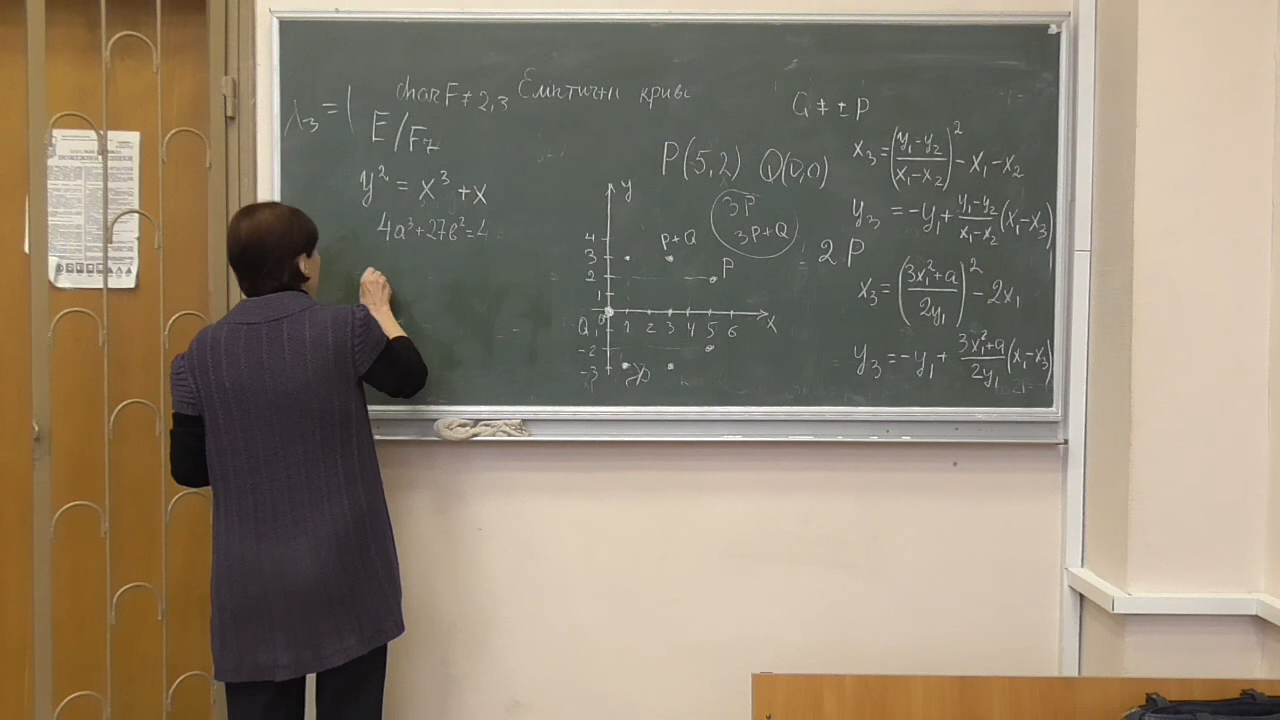 char F ≠ 2,3 Еліптичні криві
λ₃ = 1
E/F₇
y² = x³ + x
4a³+27b²=4
P(5,2) Q(0,0)
3P
3P+Q
y
4
3
2
1
0
-2
-3
P+Q
P
Q
1 2 3 4 5 6 x
Q ≠ ± P
x₃ = ((y₁-y₂)/(x₁-x₂))² - x₁ - x₂
y₃ = -y₁ + (y₁-y₂)/(x₁-x₂) (x₁-x₃)
2P
x₃ = ((3x₁²+a)/(2y₁))² - 2x₁
y₃ = -y₁ + (3x₁²+a)/(2y₁) (x₁-x₃)